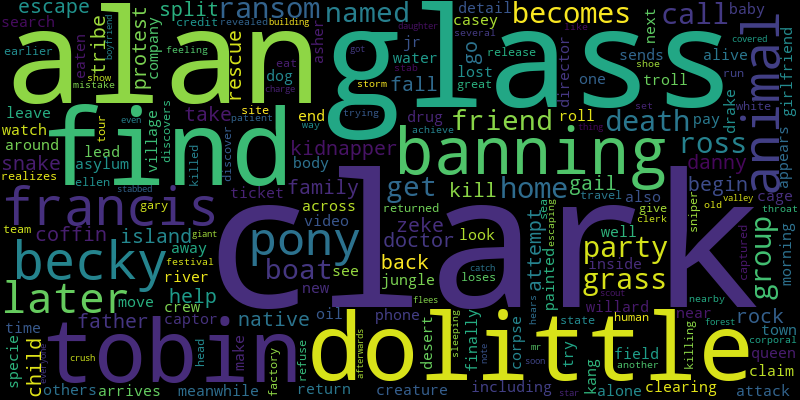 escape search credit revealed building split ransom named becomes detail casey call next baby
boyfriend daughter like covered
earlier eaten tribe protest company rescue asher jr water go director sends alive
alan glass animal
show mistake dog eat got several release shoe girlfriend
feeling charge stab lost great one troll run
storm trying fall drug roll set white
leave tour village site patient end friend death pay drake appears
find banning
watch take way achieve thing ross
around lead discovers discover kidnapper danny
snake asylum body
realizes ellen killed family get kill home gail begin cage
stabbed ticket also travel throat
francis gary across video zeke look give sniper old valley
team coffin island returned doctor clerk
becky pony attempt sea escaping party group
festival giant away boat see back jungle well captured morning
river new loses catch painted inside
later move help crew oil flees corpse hears grass willard near rock
clark
tobin dolittle
time father captor native phone desert sleeping finally scout human nearby town
specie child crush everyone head make factory refuse afterwards note mr soon state forest corporal
try field another killing queen
others arrives meanwhile return creature including star kang alone clearing claim attack
even